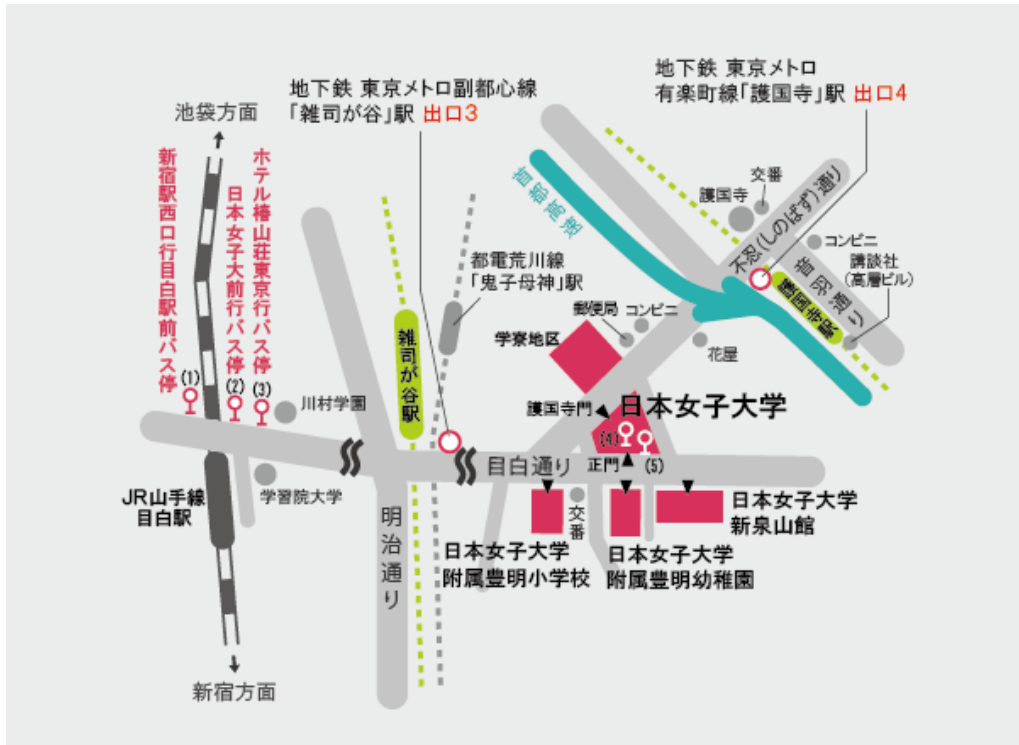 地下鉄 東京メトロ
有楽町線「護国寺」駅 出口4
地下鉄 東京メトロ副都心線
「雑司が谷」駅 出口3
池袋方面
新宿駅西口行目白駅前バス停
(1)
日本女子大前行バス停
(2)
ホテル椿山荘東京行バス停
(3)
首都高速
交番
護国寺
不忍(しのばず)通り
コンビニ
講談社
(高層ビル)
音羽通り
護国寺駅
都電荒川線
「鬼子母神」駅
郵便局
コンビニ
学寮地区
花屋
雑司が谷駅
川村学園
護国寺門
日本女子大学
(4)
(5)
正門
目白通り
学習院大学
JR山手線
目白駅
明治通り
交番
日本女子大学
新泉山館
日本女子大学
附属豊明小学校
日本女子大学
附属豊明幼稚園
新宿方面